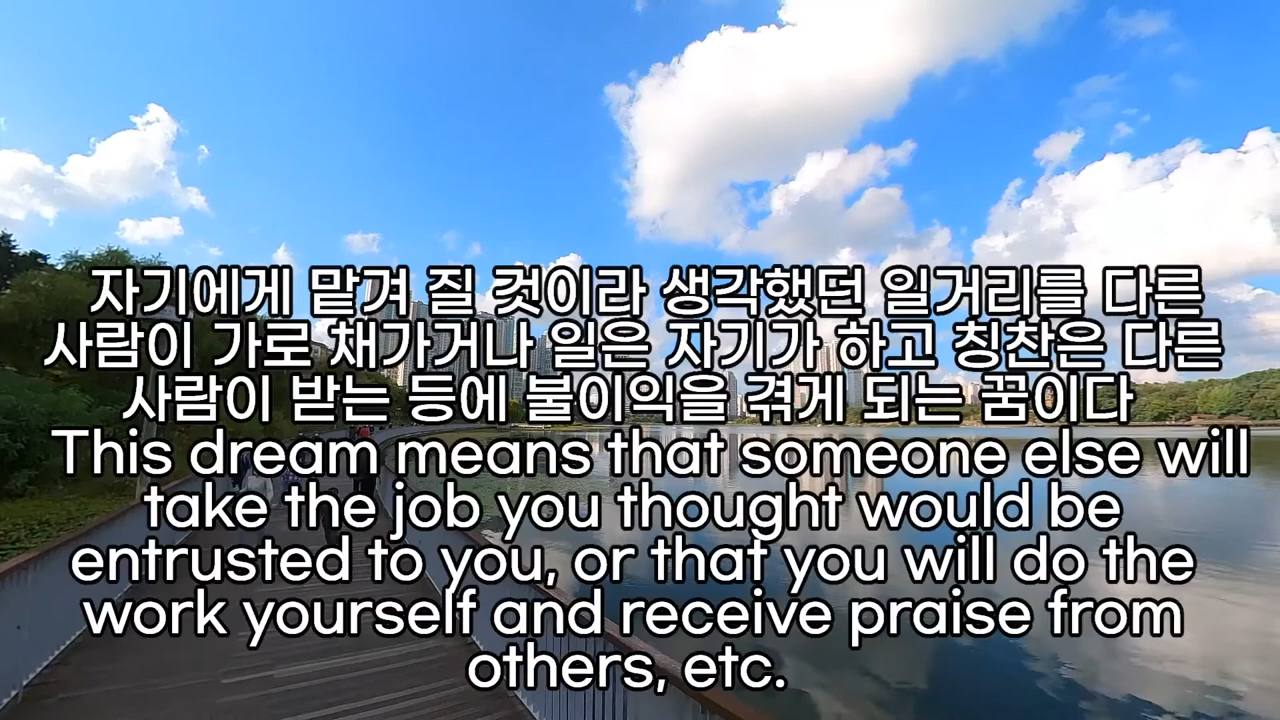 자기에게 맡겨 질 것이라 생각했던 일거리를 다른
사람이 가로 채가거나 일은 자기가 하고 칭찬은 다른
사람이 받는 등에 불이익을 겪게 되는 꿈이다
This dream means that someone else will
take the job you thought would be
entrusted to you, or that you will do the
work yourself and receive praise from
others, etc.